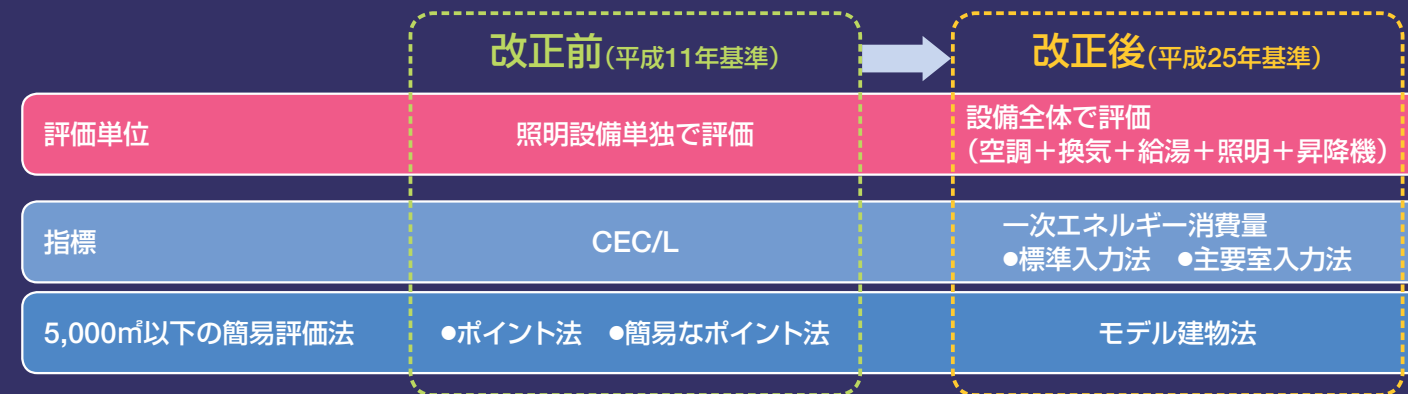 改正前(平成11年基準)
改正後(平成25年基準)
評価単位
照明設備単独で評価
設備全体で評価
(空調+換気+給湯+照明+昇降機)
指標
CEC/L
一次エネルギー消費量
●標準入力法 ●主要室入力法
5,000㎡以下の簡易評価法
●ポイント法 ●簡易なポイント法
モデル建物法